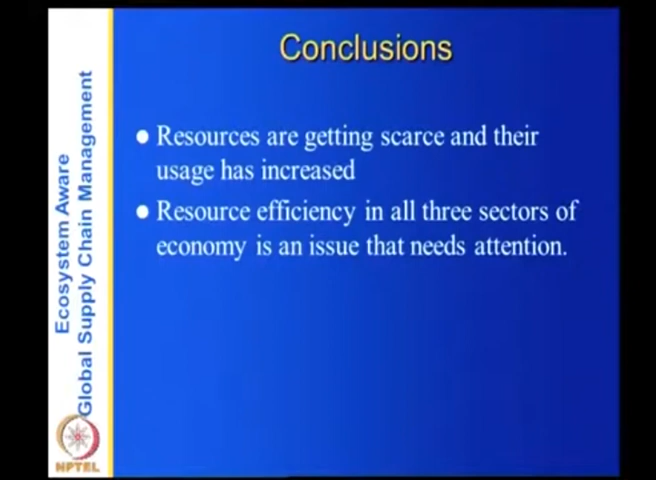 Conclusions
● Resources are getting scarce and their
usage has increased
● Resource efficiency in all three sectors of
economy is an issue that needs attention.
Ecosystem Aware
Global Supply Chain Management
NPTEL